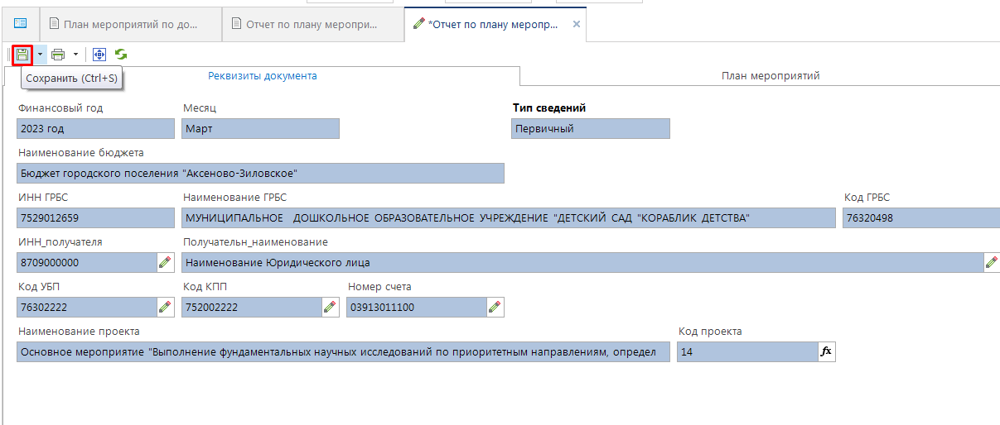 План мероприятий по до...
Отчет по плану меропри...
*Отчет по плану меропр...
Сохранить (Ctrl+S)
Реквизиты документа
План мероприятий
Финансовый год
Месяц
Тип сведений
2023 год
Март
Первичный
Наименование бюджета
Бюджет городского поселения "Аксеново-Зиловское"
ИНН ГРБС
Наименование ГРБС
Код ГРБС
7529012659
МУНИЦИПАЛЬНОЕ ДОШКОЛЬНОЕ ОБРАЗОВАТЕЛЬНОЕ УЧРЕЖДЕНИЕ "ДЕТСКИЙ САД "КОРАБЛИК ДЕТСТВА"
76320498
ИНН_получателя
Получательн_наименование
8709000000
Наименование Юридического лица
Код УБП
Код КПП
Номер счета
76302222
752002222
03913011100
Наименование проекта
Код проекта
Основное мероприятие "Выполнение фундаментальных научных исследований по приоритетным направлениям, определ
14
fx